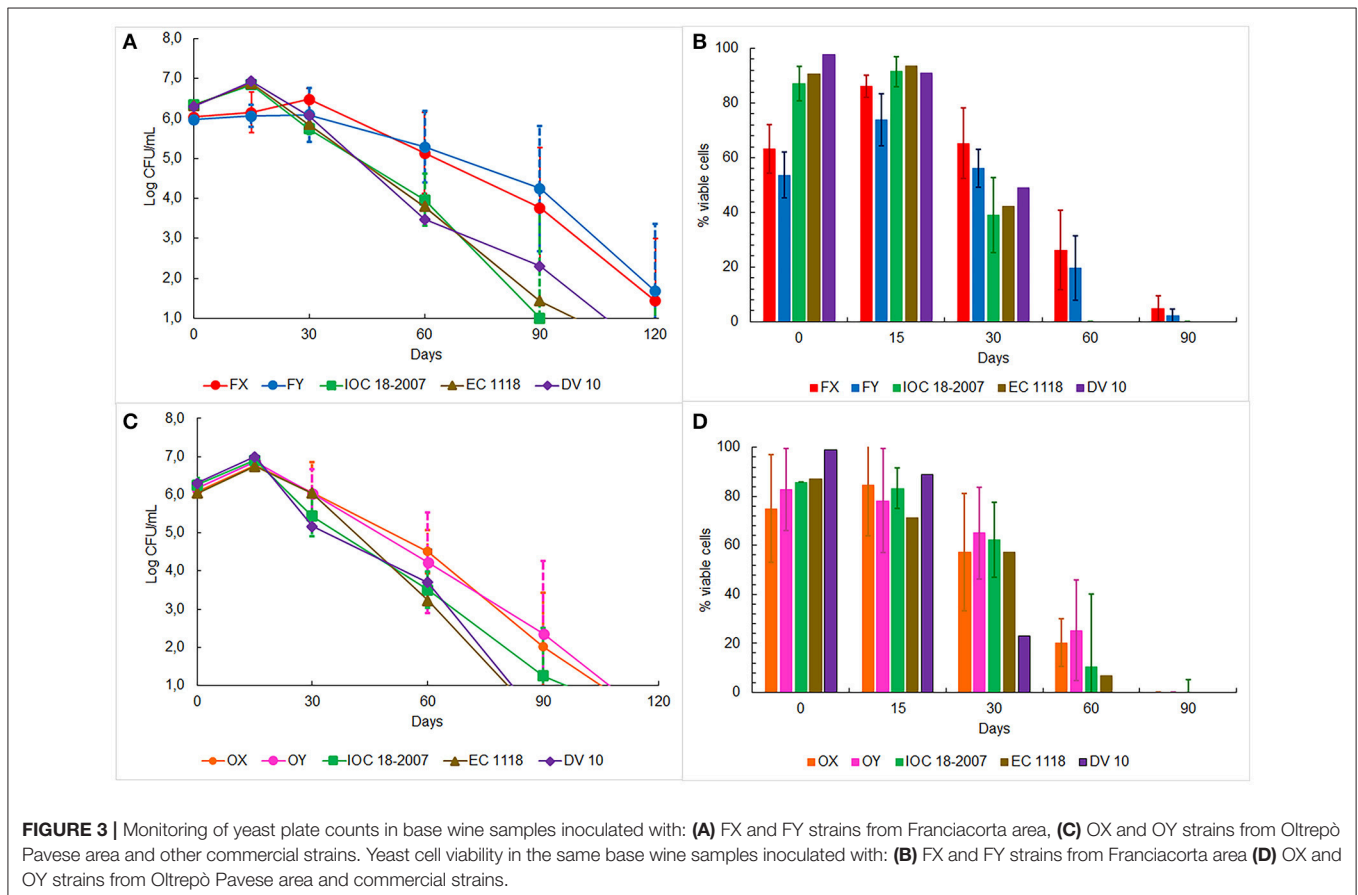 A
8,0
7,0
6,0
5,0
4,0
3,0
2,0
1,0
Log CFU/mL
0 30 60 90 120
Days
FX FY IOC 18-2007 EC 1118 DV 10
B
100
80
60
40
20
0
% viable cells
0 15 30 60 90
Days
FX FY IOC 18-2007 EC 1118 DV 10
C
8,0
7,0
6,0
5,0
4,0
3,0
2,0
1,0
Log CFU/mL
0 30 60 90 120
Days
OX OY IOC 18-2007 EC 1118 DV 10
D
100
80
60
40
20
0
% viable cells
0 15 30 60 90
Days
OX OY IOC 18-2007 EC 1118 DV 10
FIGURE 3 | Monitoring of yeast plate counts in base wine samples inoculated with: (A) FX and FY strains from Franciacorta area, (C) OX and OY strains from Oltrepò
Pavese area and other commercial strains. Yeast cell viability in the same base wine samples inoculated with: (B) FX and FY strains from Franciacorta area (D) OX and
OY strains from Oltrepò Pavese area and commercial strains.